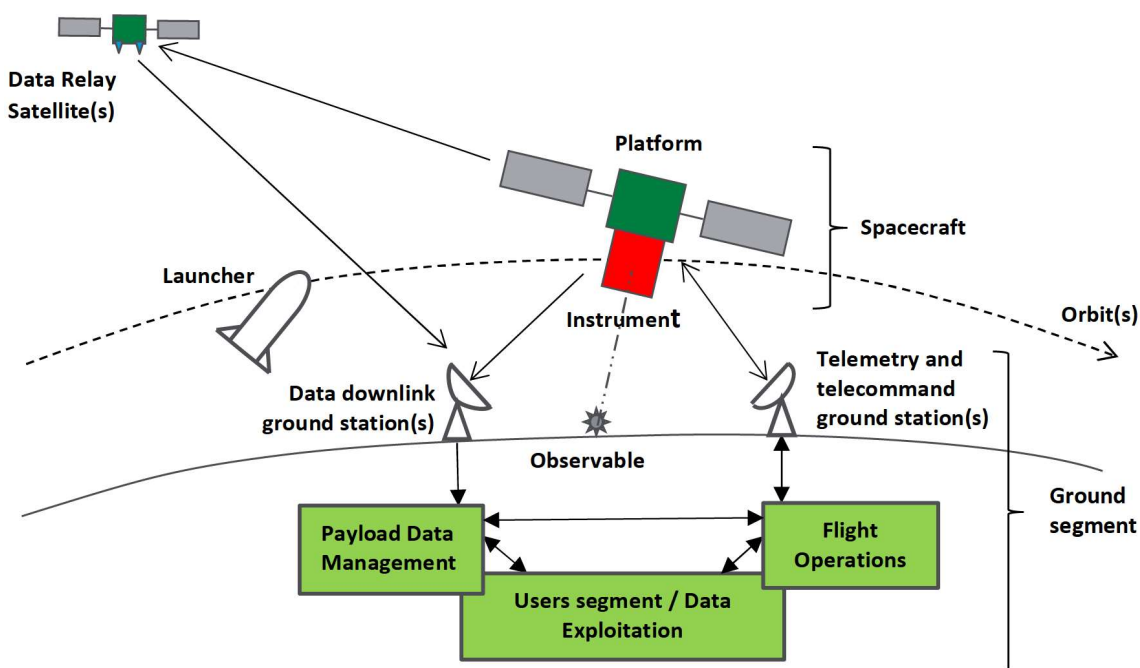 Data Relay
Satellite(s)
Platform
Spacecraft
Launcher
Instrument
Orbit(s)
Data downlink
ground station(s)
Telemetry and
telecommand
ground station(s)
Observable
Ground
segment
Payload Data
Management
Flight
Operations
Users segment / Data
Exploitation